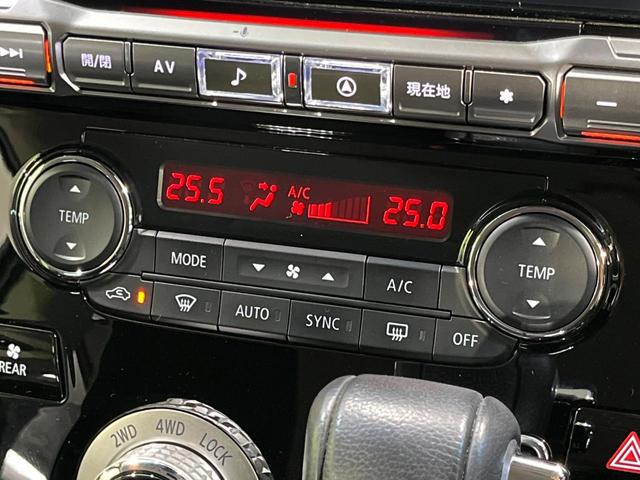 開/閉 AV 現在地
25.5 A/C 25.0
TEMP MODE A/C TEMP
AUTO SYNC OFF
REAR
2WD 4WD LOCK